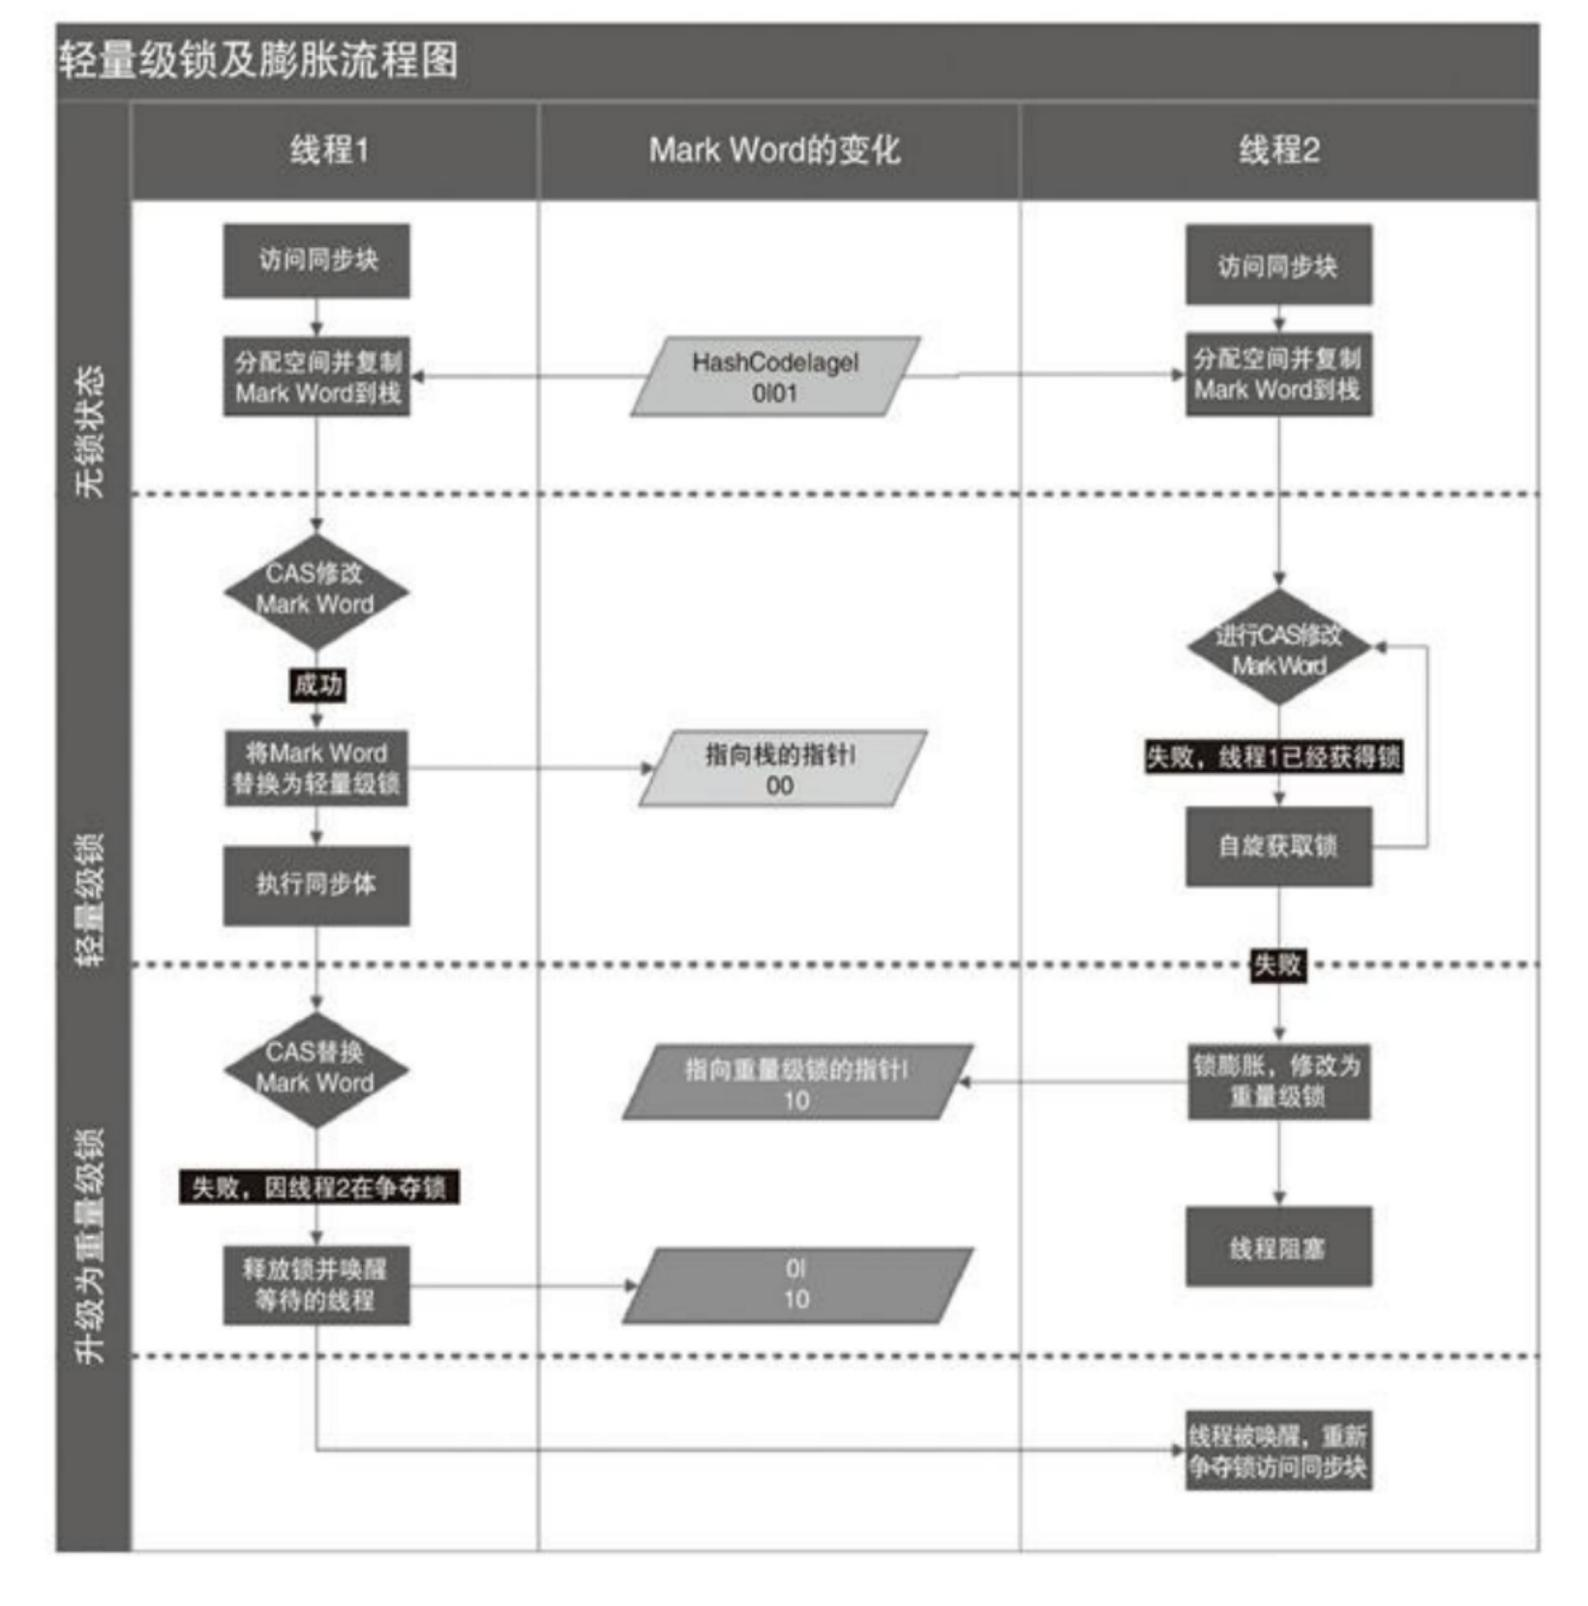 轻量级锁及膨胀流程图
线程1
Mark Word的变化
线程2
无锁状态
访问同步块
访问同步块
分配空间并复制
Mark Word到栈
HashCodelagel
0l01
分配空间并复制
Mark Word到栈
轻量级锁
CAS修改
Mark Word
成功
将Mark Word
替换为轻量级锁
指向栈的指针l
00
执行同步体
进行CAS修改
MarkWord
失败，线程1已经获得锁
自旋获取锁
失败
升级为重量级锁
CAS替换
Mark Word
指向重量级锁的指针l
10
锁膨胀，修改为
重量级锁
失败，因线程2在争夺锁
线程阻塞
释放锁并唤醒
等待的线程
0l
10
线程被唤醒，重新
争夺锁访问同步块